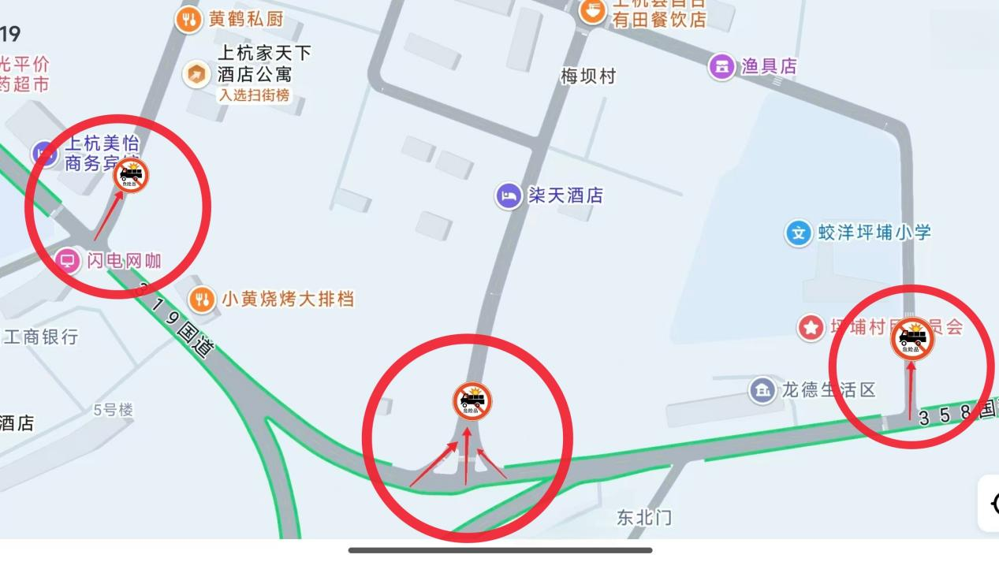 19
黄鹤私厨
有田餐饮店
光平价
药超市
上杭家天下
酒店公寓
入选扫街榜
梅坝村
渔具店
上杭美怡
商务宾
危险品
柒天酒店
蛟洋坪埔小学
闪电网咖
小黄烧烤大排档
319国道
坪埔村
员会
危险品
工商银行
危险品
龙德生活区
5号楼
酒店
358国
东北门